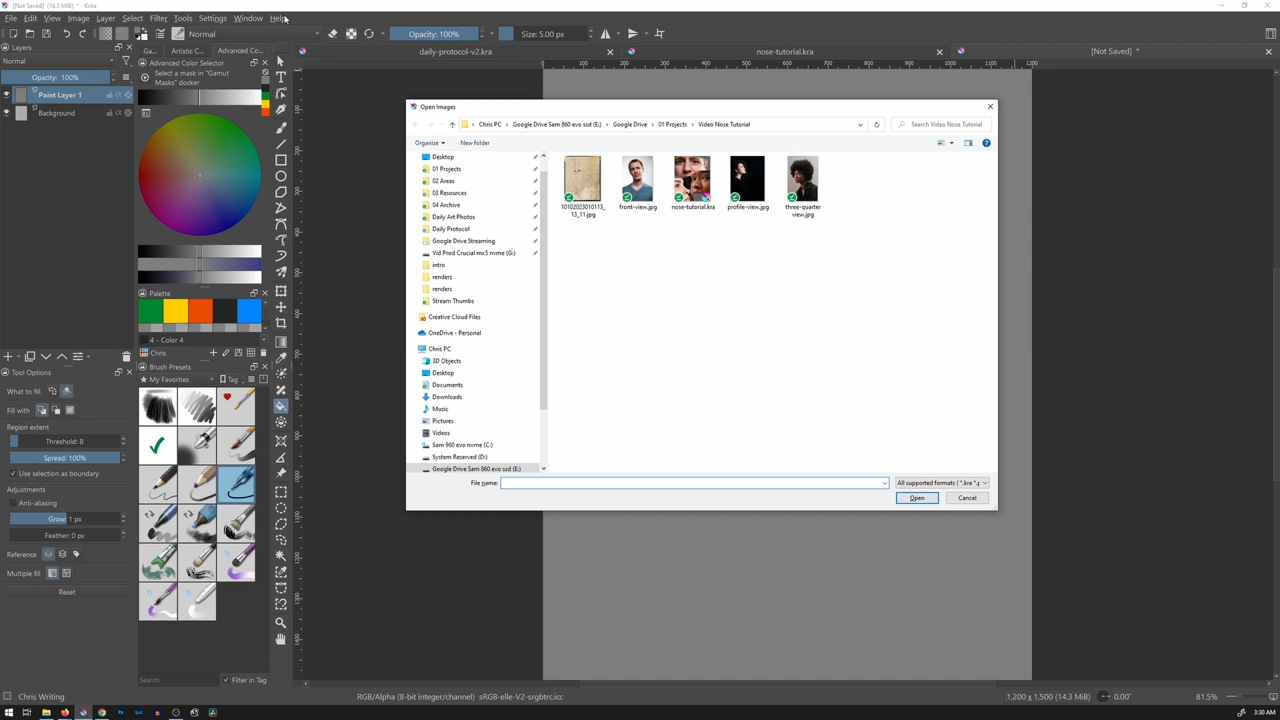 [Not Saved] (14.3 MiB) * - Krita
File Edit View Image Layer Select Filter Tools Settings Window Help
Normal Opacity: 100% Size: 5.00 px
Layers
Ga... Artistic C... Advanced Co...
daily-protocol-v2.kra nose-tutorial.kra [Not Saved] *
Normal
Advanced Color Selector
Opacity: 100%
Select a mask in "Gamut Masks" docker
Paint Layer 1
Background
Open Images
Chris PC > Google Drive Sam 860 evo ssd (E:) > Google Drive > 01 Projects > Video Nose Tutorial
Search Video Nose Tutorial
Organize New folder
Desktop
01 Projects
02 Areas
03 Resources
04 Archive
Daily Art Photos
Daily Protocol
Google Drive Streaming
Vid Prod Crucial mx5 nvme (G:)
intro
renders
renders
Stream Thumbs
Creative Cloud Files
OneDrive - Personal
Chris PC
3D Objects
Desktop
Documents
Downloads
Music
Pictures
Videos
Sam 960 evo nvme (C:)
System Reserved (D:)
Google Drive Sam 860 evo ssd (E:)
10102023010113_13_11.jpg
front-view.jpg
nose-tutorial.kra
profile-view.jpg
three-quarter view.jpg
File name:
All supported formats ( *.kra *.p
Open Cancel
Palette
4 - Color 4
Chris
Brush Presets
My Favorites Tag
Tool Options
What to fill
Fill with
Region extent
Threshold: 8
Spread: 100%
Use selection as boundary
Adjustments
Anti-aliasing
Grow: 1 px
Feather: 0 px
Reference
Multiple fill
Reset
Search Filter in Tag
Chris Writing
RGB/Alpha (8-bit integer/channel) sRGB-elle-V2-srgbtrc.icc
1,200 x 1,500 (14.3 MiB) 0.00° 81.5%
3:30 AM